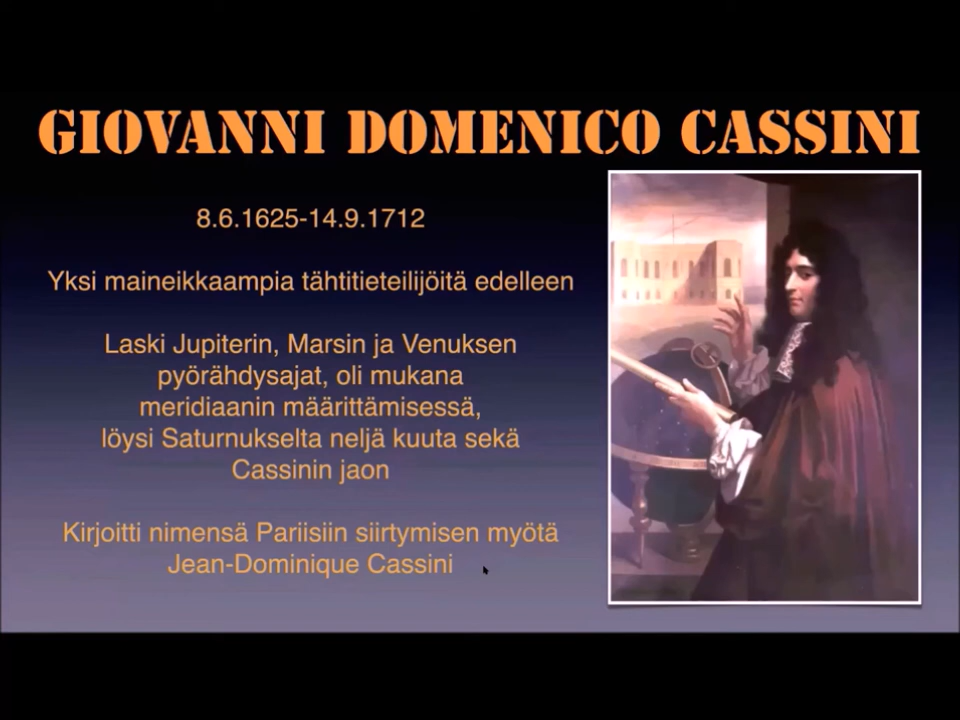 GIOVANNI DOMENICO CASSINI
8.6.1625-14.9.1712
Yksi maineikkaampia tähtitieteilijöitä edelleen
Laski Jupiterin, Marsin ja Venuksen
pyörähdysajat, oli mukana
meridiaanin määrittämisessä,
löysi Saturnukselta neljä kuuta sekä
Cassinin jaon
Kirjoitti nimensä Pariisiin siirtymisen myötä
Jean-Dominique Cassini